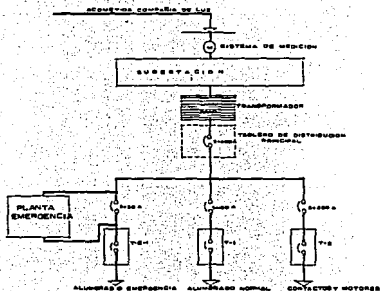 ACOMETIDA COMPAÑIA DE LUZ
M
SISTEMA DE MEDICION
SUBESTACION
TRANSFORMADOR
TABLERO DE DISTRIBUCION
PRINCIPAL
PLANTA
EMERGENCIA
T-1
T-2
ALUMBRADO EMERGENCIA
ALUMBRADO NORMAL
CONTACTOS Y MOTORES